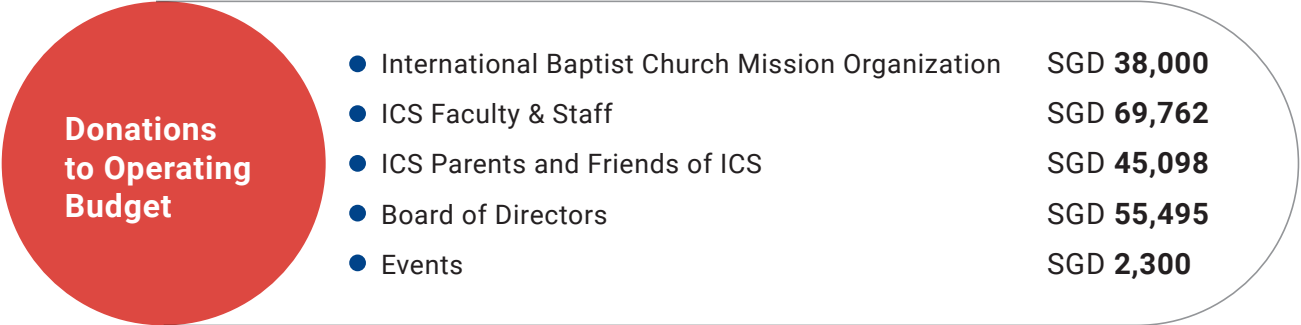 Donations
to Operating
Budget
International Baptist Church Mission Organization SGD 38,000
ICS Faculty & Staff SGD 69,762
ICS Parents and Friends of ICS SGD 45,098
Board of Directors SGD 55,495
Events SGD 2,300